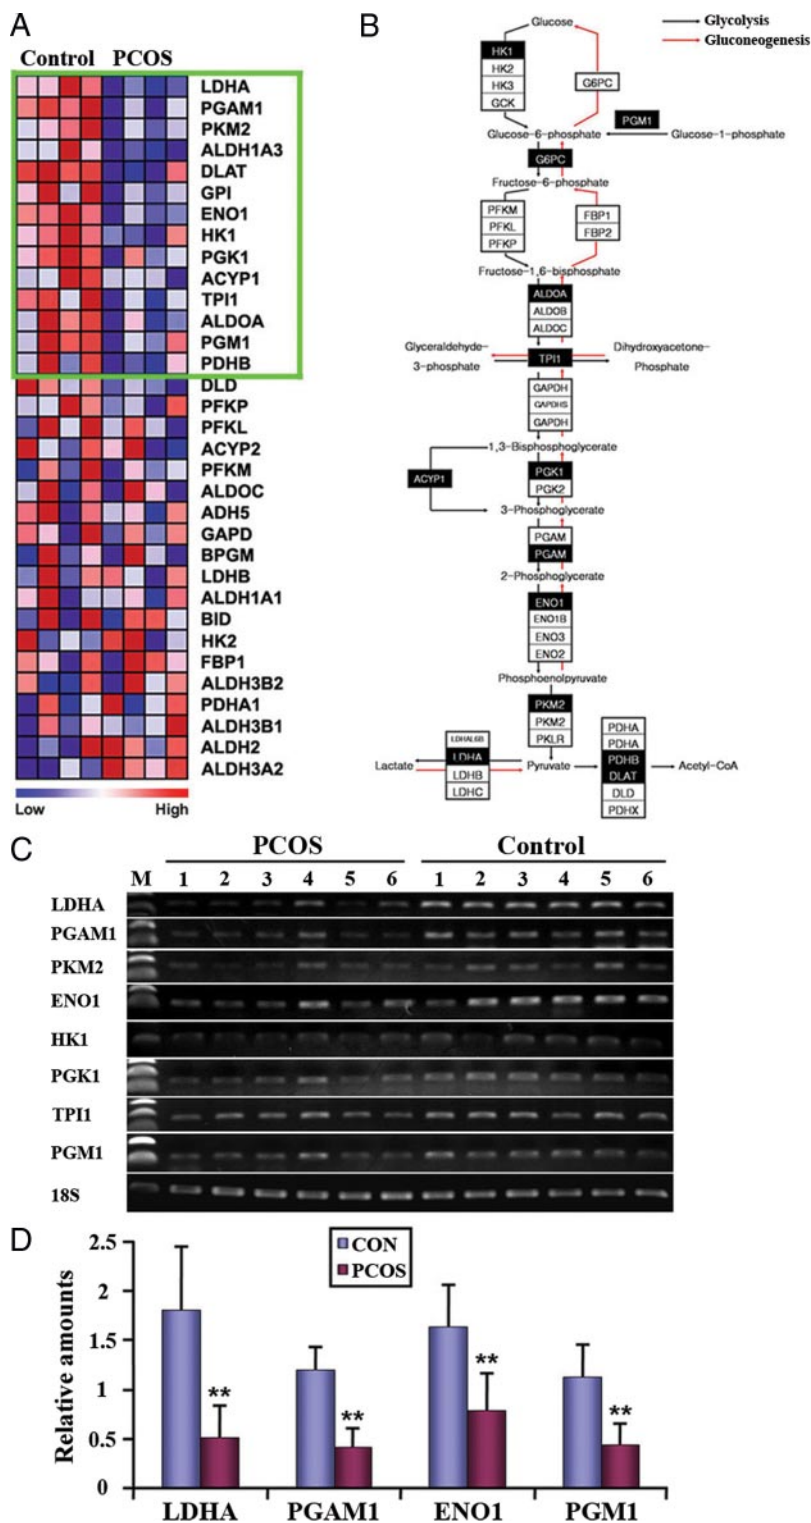 A
Control PCOS
LDHA
PGAM1
PKM2
ALDH1A3
DLAT
GPI
ENO1
HK1
PGK1
ACYP1
TPI1
ALDOA
PGM1
PDHB
DLD
PFKP
PFKL
ACYP2
PFKM
ALDOC
ADH5
GAPD
BPGM
LDHB
ALDH1A1
BID
HK2
FBP1
ALDH3B2
PDHA1
ALDH3B1
ALDH2
ALDH3A2
Low High
B
Glycolysis
Gluconeogenesis
Glucose
HK1
HK2
HK3
GCK
G6PC
PGM1
Glucose-6-phosphate
Glucose-1-phosphate
G6PC
Fructose-6-phosphate
PFKM
PFKL
PFKP
FBP1
FBP2
Fructose-1,6-bisphosphate
ALDOA
ALDOB
ALDOC
Glyceraldehyde-
3-phosphate
TPI1
Dihydroxyacetone-
Phosphate
GAPDH
GAPDHS
GAPDH
1,3-Bisphosphoglycerate
ACYP1
PGK1
PGK2
3-Phosphoglycerate
PGAM
PGAM
2-Phosphoglycerate
ENO1
ENO1B
ENO3
ENO2
Phosphoenolpyruvate
PKM2
PKM2
PKLR
Lactate
LDHAL6B
LDHA
LDHB
LDHC
Pyruvate
PDHA
PDHA
PDHB
DLAT
DLD
PDHX
Acetyl-CoA
C
PCOS Control
M 1 2 3 4 5 6 1 2 3 4 5 6
LDHA
PGAM1
PKM2
ENO1
HK1
PGK1
TPI1
PGM1
18S
D
Relative amounts
2.5
2
1.5
1
0.5
0
CON
PCOS
**
**
**
**
LDHA PGAM1 ENO1 PGM1